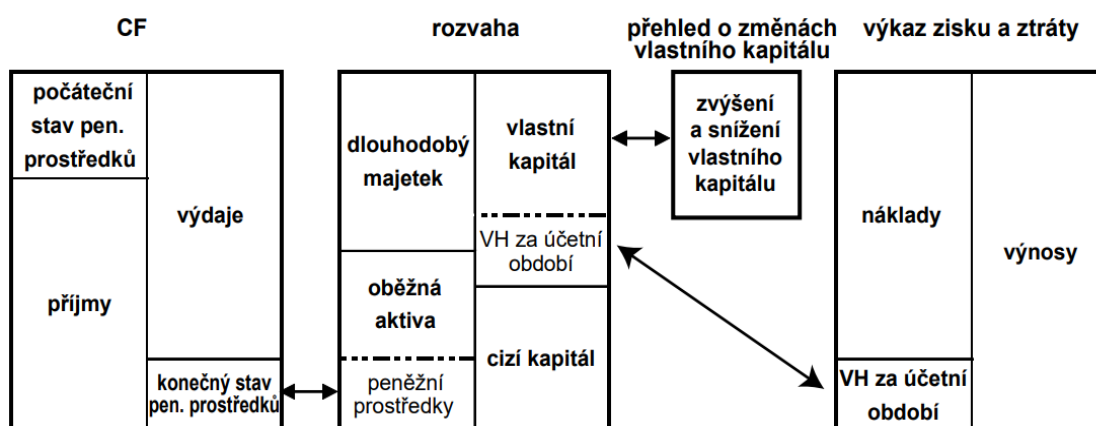 CF
rozvaha
přehled o změnách
vlastního kapitálu
výkaz zisku a ztráty
počáteční
stav pen.
prostředků
příjmy
výdaje
konečný stav
pen. prostředků
dlouhodobý
majetek
oběžná
aktiva
peněžní
prostředky
vlastní
kapitál
VH za účetní
období
cizí kapitál
zvýšení
a snížení
vlastního
kapitálu
náklady
VH za účetní
období
výnosy